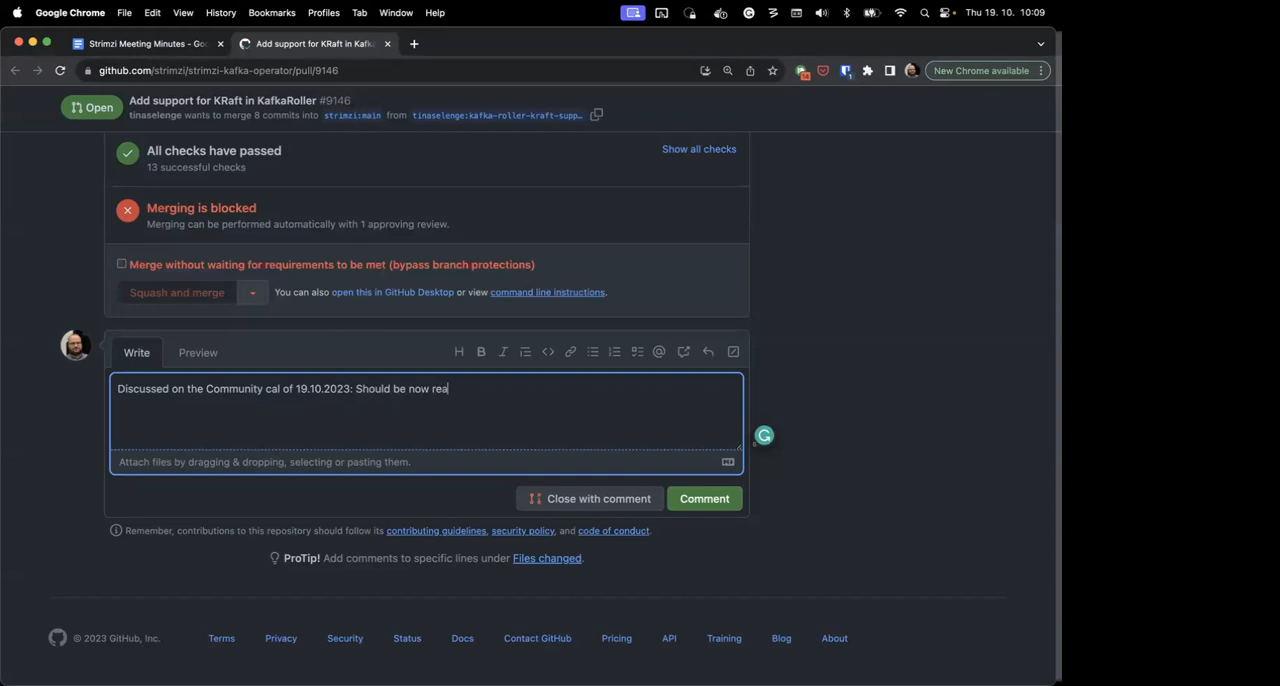 Google Chrome File Edit View History Bookmarks Profiles Tab Window Help Thu 19. 10. 10:09
Strimzi Meeting Minutes - Goo
Add support for KRaft in Kafka
github.com/strimzi/strimzi-kafka-operator/pull/9146
New Chrome available
Open
Add support for KRaft in KafkaRoller #9146
tinaselenge wants to merge 8 commits into strimzi:main from tinaselenge:kafka-roller-kraft-supp…
All checks have passed
Show all checks
13 successful checks
Merging is blocked
Merging can be performed automatically with 1 approving review.
Merge without waiting for requirements to be met (bypass branch protections)
Squash and merge
You can also open this in GitHub Desktop or view command line instructions.
Write Preview
Discussed on the Community cal of 19.10.2023: Should be now rea
Attach files by dragging & dropping, selecting or pasting them.
Close with comment
Comment
Remember, contributions to this repository should follow its contributing guidelines, security policy, and code of conduct.
ProTip! Add comments to specific lines under Files changed.
© 2023 GitHub, Inc. Terms Privacy Security Status Docs Contact GitHub Pricing API Training Blog About